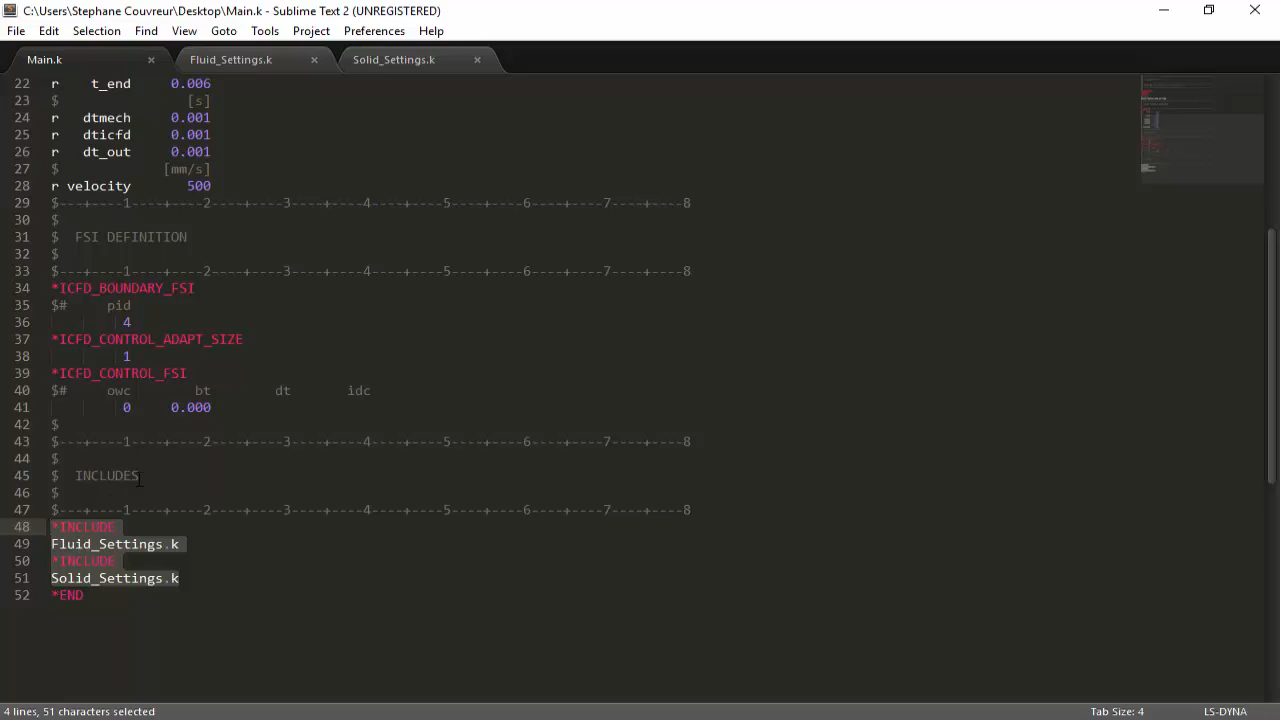 C:\Users\Stephane Couvreur\Desktop\Main.k - Sublime Text 2 (UNREGISTERED)
File Edit Selection Find View Goto Tools Project Preferences Help
Main.k × Fluid_Settings.k × Solid_Settings.k ×
22 r    t_end     0.006
23 $                [s]
24 r   dtmech     0.001
25 r   dticfd     0.001
26 r   dt_out     0.001
27 $             [mm/s]
28 r velocity       500
29 $---+----1----+----2----+----3----+----4----+----5----+----6----+----7----+----8
30 $
31 $  FSI DEFINITION
32 $
33 $---+----1----+----2----+----3----+----4----+----5----+----6----+----7----+----8
34 *ICFD_BOUNDARY_FSI
35 $#     pid
36          4
37 *ICFD_CONTROL_ADAPT_SIZE
38          1
39 *ICFD_CONTROL_FSI
40 $#     owc        bt        dt       idc
41          0     0.000
42 $
43 $---+----1----+----2----+----3----+----4----+----5----+----6----+----7----+----8
44 $
45 $  INCLUDES
46 $
47 $---+----1----+----2----+----3----+----4----+----5----+----6----+----7----+----8
48 *INCLUDE
49 Fluid_Settings.k
50 *INCLUDE
51 Solid_Settings.k
52 *END
4 lines, 51 characters selected Tab Size: 4 LS-DYNA